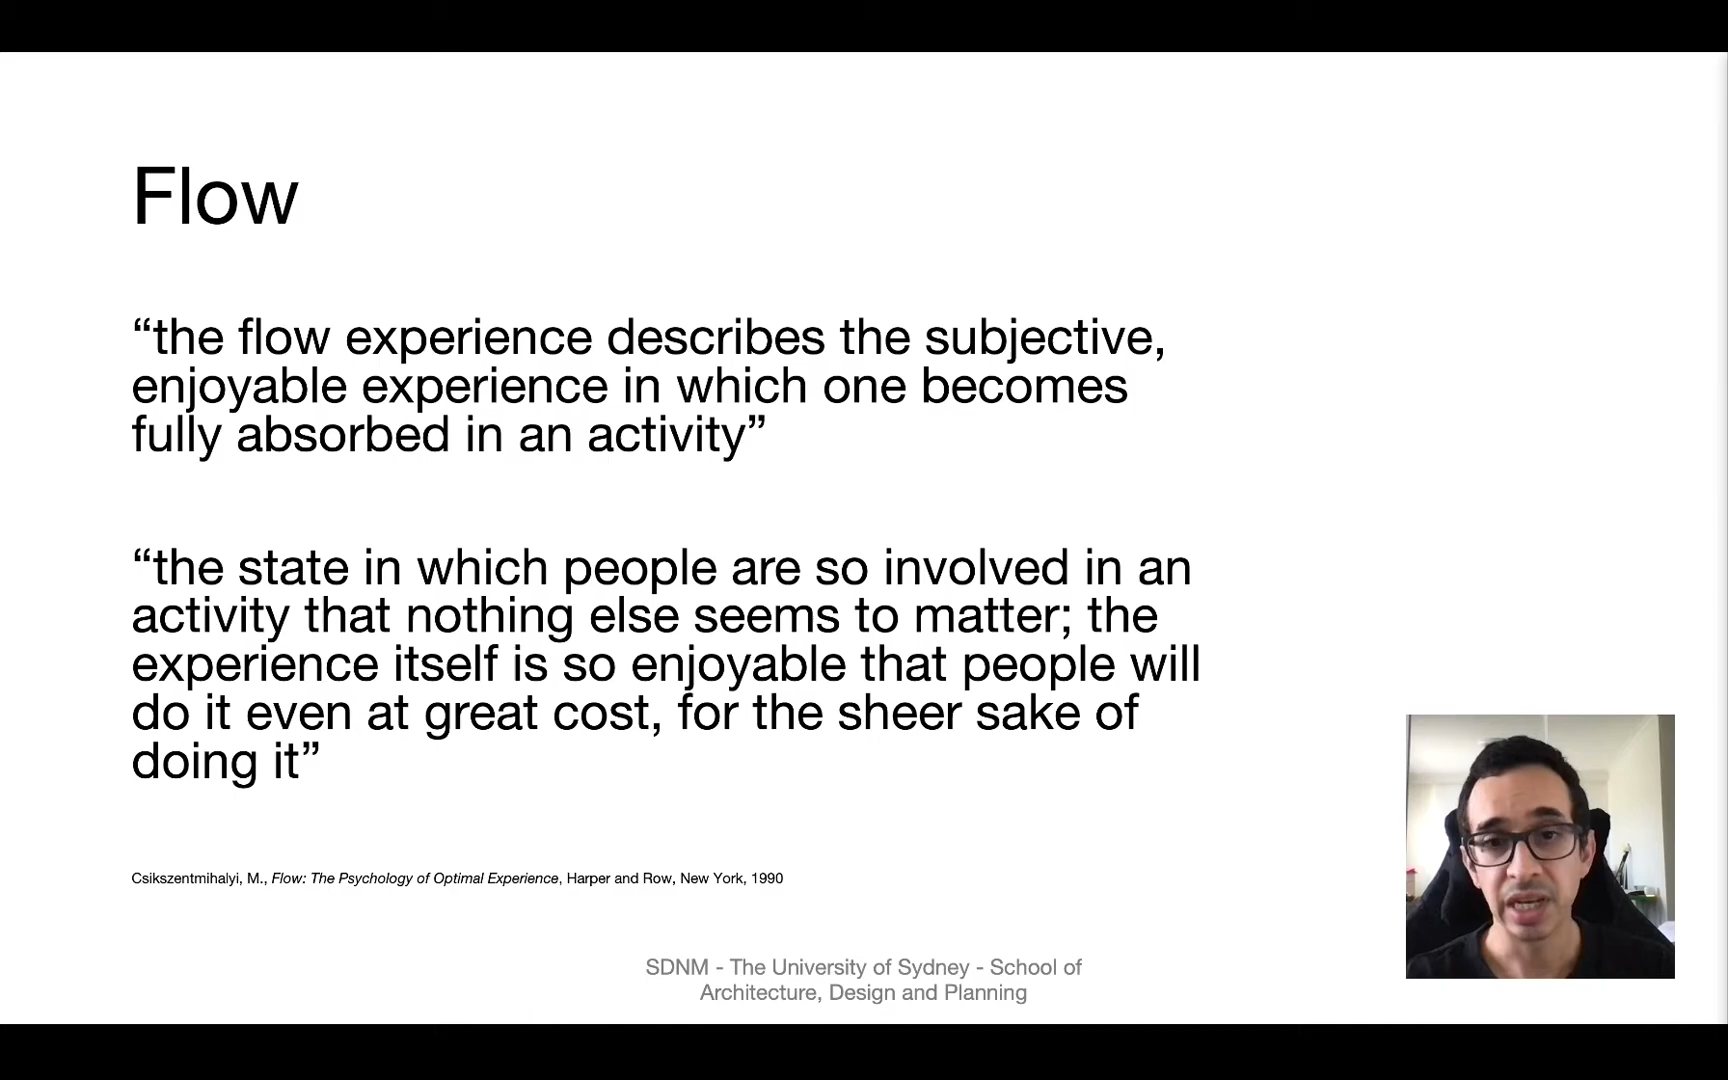 Flow
“the flow experience describes the subjective,
enjoyable experience in which one becomes
fully absorbed in an activity”
“the state in which people are so involved in an
activity that nothing else seems to matter; the
experience itself is so enjoyable that people will
do it even at great cost, for the sheer sake of
doing it”
Csikszentmihalyi, M., Flow: The Psychology of Optimal Experience, Harper and Row, New York, 1990
SDNM - The University of Sydney - School of
Architecture, Design and Planning